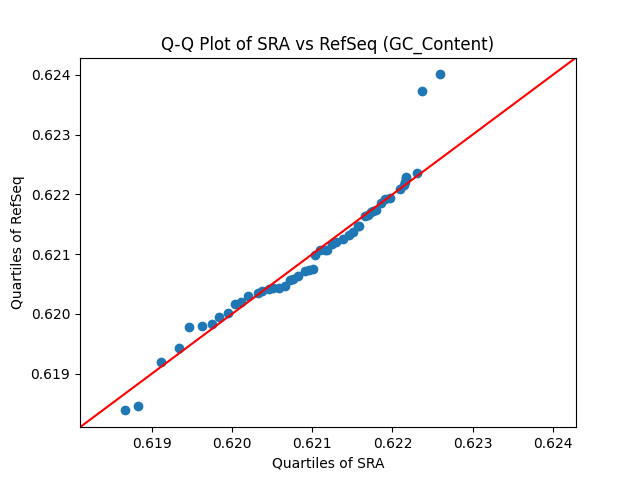 Q-Q Plot of SRA vs RefSeq (GC_Content)
0.624
0.623
0.622
0.621
0.620
0.619
Quartiles of RefSeq
0.619 0.620 0.621 0.622 0.623 0.624
Quartiles of SRA